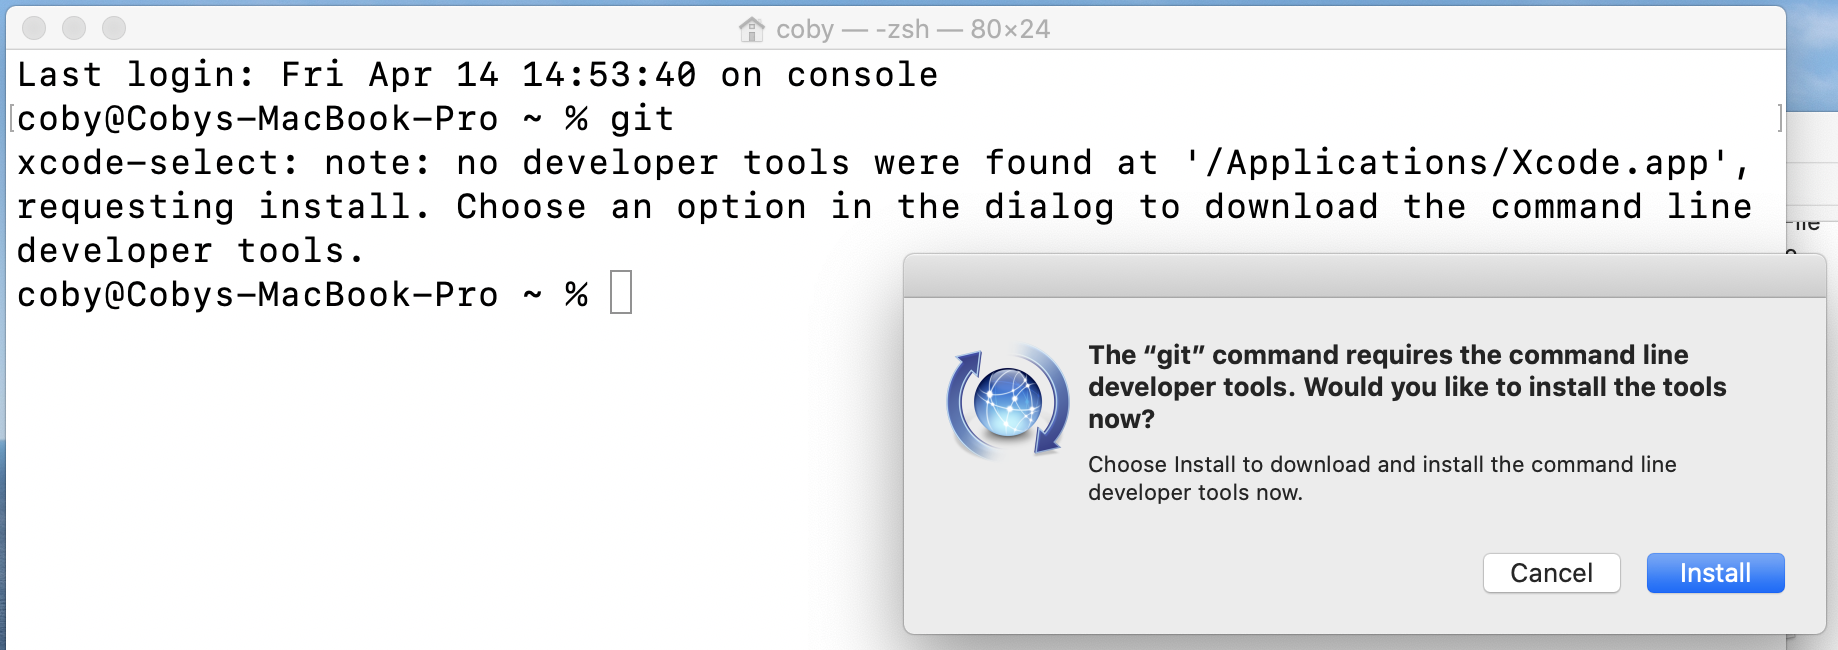 coby — -zsh — 80×24
Last login: Fri Apr 14 14:53:40 on console
[coby@Cobys-MacBook-Pro ~ % git ]
xcode-select: note: no developer tools were found at '/Applications/Xcode.app',
requesting install. Choose an option in the dialog to download the command line
developer tools.
coby@Cobys-MacBook-Pro ~ %
The “git” command requires the command line
developer tools. Would you like to install the tools
now?
Choose Install to download and install the command line
developer tools now.
Cancel
Install